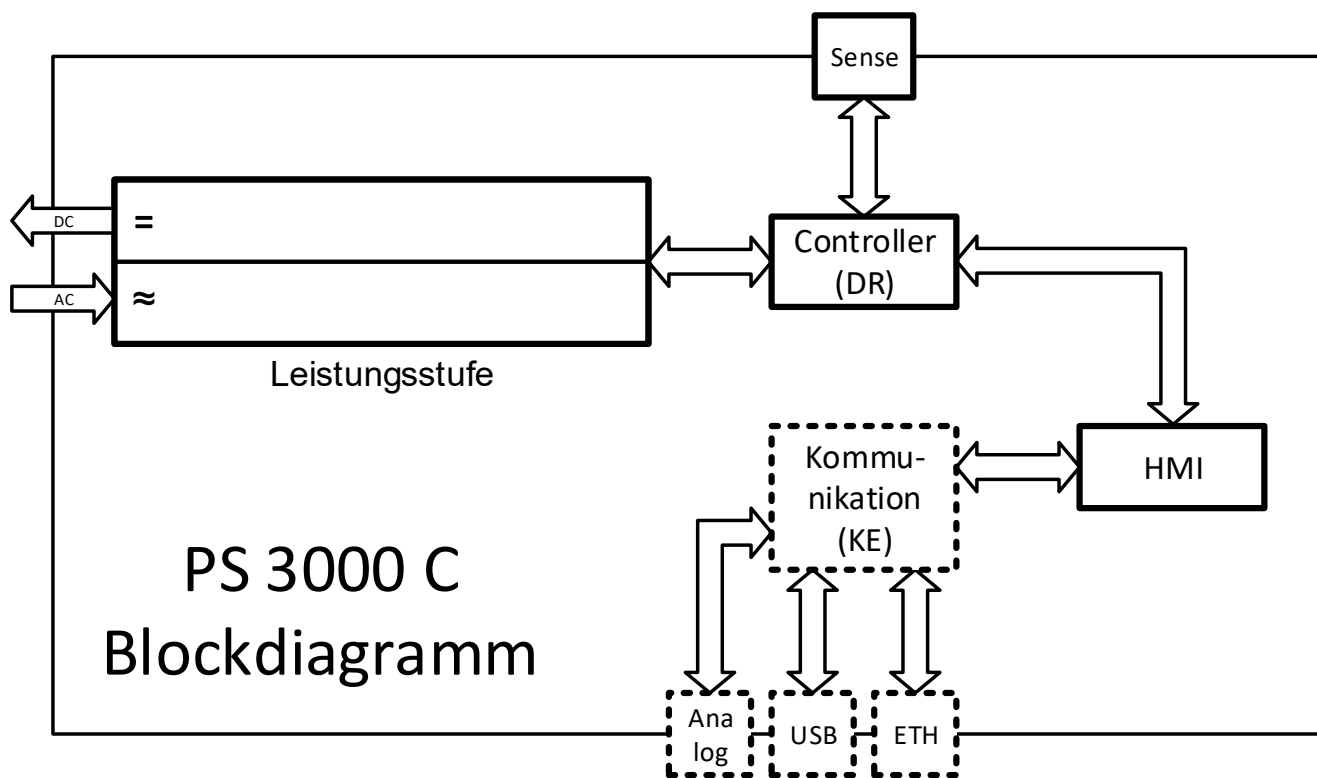 Sense
DC
=
Controller
(DR)
AC
≈
Leistungsstufe
Kommu-
nikation
(KE)
HMI
PS 3000 C
Blockdiagramm
Ana
log
USB
ETH